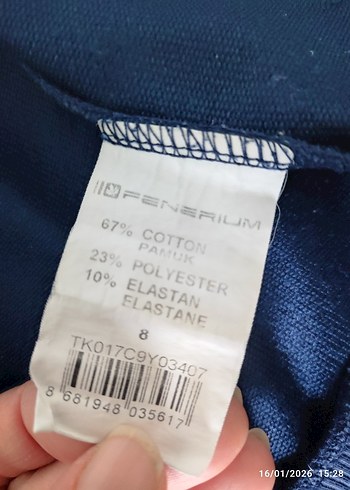 FENERIUM
67% COTTON
PAMUK
23% POLYESTER
10% ELASTAN
ELASTANE
8
TK017C9Y03407
8 681948 035617
16/01/2026 15:28